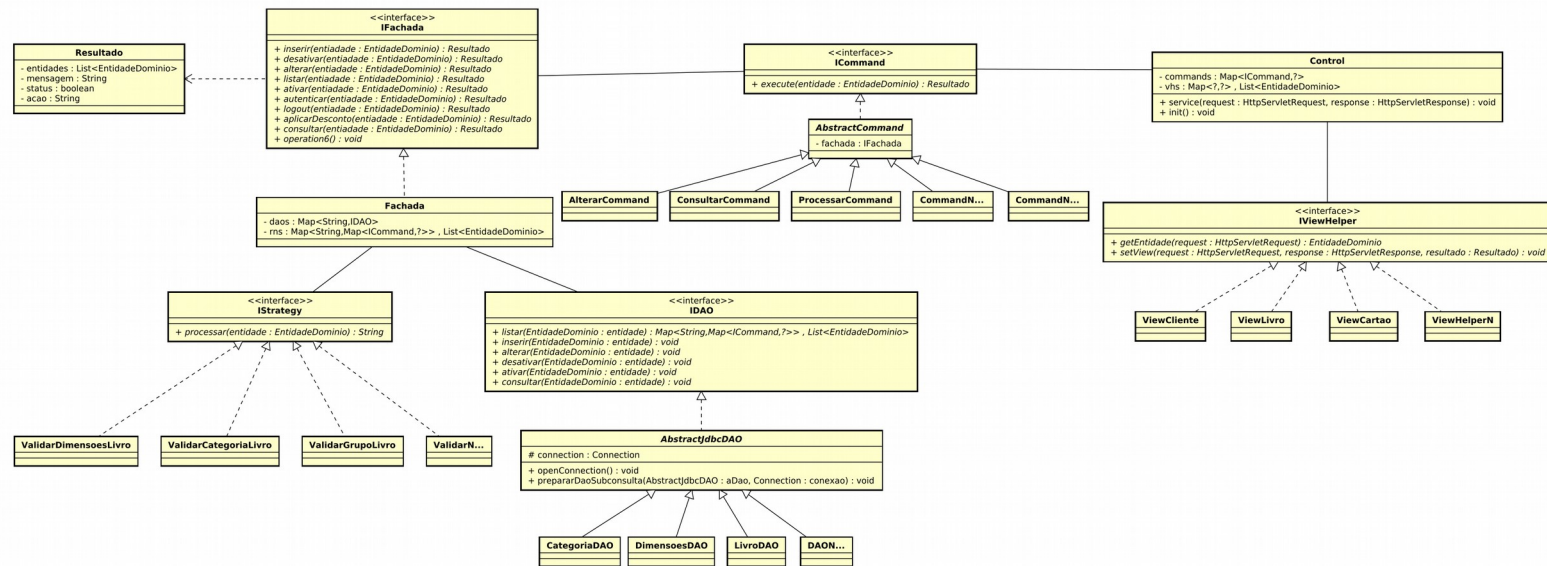 <<interface>>
IFachada
+ inserir(entiadade : EntidadeDominio) : Resultado
+ desativar(entiadade : EntidadeDominio) : Resultado
+ alterar(entiadade : EntidadeDominio) : Resultado
+ listar(entiadade : EntidadeDominio) : Resultado
+ ativar(entiadade : EntidadeDominio) : Resultado
+ autenticar(entiadade : EntidadeDominio) : Resultado
+ logout(entiadade : EntidadeDominio) : Resultado
+ aplicarDesconto(entiadade : EntidadeDominio) : Resultado
+ consultar(entiadade : EntidadeDominio) : Resultado
+ operation6() : void
Resultado
- entidades : List<EntidadeDominio>
- mensagem : String
- status : boolean
- acao : String
<<interface>>
ICommand
+ execute(entidade : EntidadeDominio) : Resultado
Control
- commands : Map<ICommand,?>
- vhs : Map<?,?> , List<EntidadeDominio>
+ service(request : HttpServletRequest, response : HttpServletResponse) : void
+ init() : void
AbstractCommand
- fachada : IFachada
AlterarCommand
ConsultarCommand
ProcessarCommand
CommandN...
CommandN...
Fachada
- daos : Map<String,IDAO>
- rns : Map<String,Map<ICommand,?>> , List<EntidadeDominio>
<<interface>>
IViewHelper
+ getEntidade(request : HttpServletRequest) : EntidadeDominio
+ setView(request : HttpServletRequest, response : HttpServletResponse, resultado : Resultado) : void
ViewCliente
ViewLivro
ViewCartao
ViewHelperN
<<interface>>
IStrategy
+ processar(entidade : EntidadeDominio) : String
<<interface>>
IDAO
+ listar(EntidadeDominio : entidade) : Map<String,Map<ICommand,?>> , List<EntidadeDominio>
+ inserir(EntidadeDominio : entidade) : void
+ alterar(EntidadeDominio : entidade) : void
+ desativar(EntidadeDominio : entidade) : void
+ ativar(EntidadeDominio : entidade) : void
+ consultar(EntidadeDominio : entidade) : void
ValidarDimensoesLivro
ValidarCategoriaLivro
ValidarGrupoLivro
ValidarN...
AbstractJdbcDAO
# connection : Connection
+ openConnection() : void
+ prepararDaoSubconsulta(AbstractJdbcDAO : aDao, Connection : conexao) : void
CategoriaDAO
DimensoesDAO
LivroDAO
DAON...